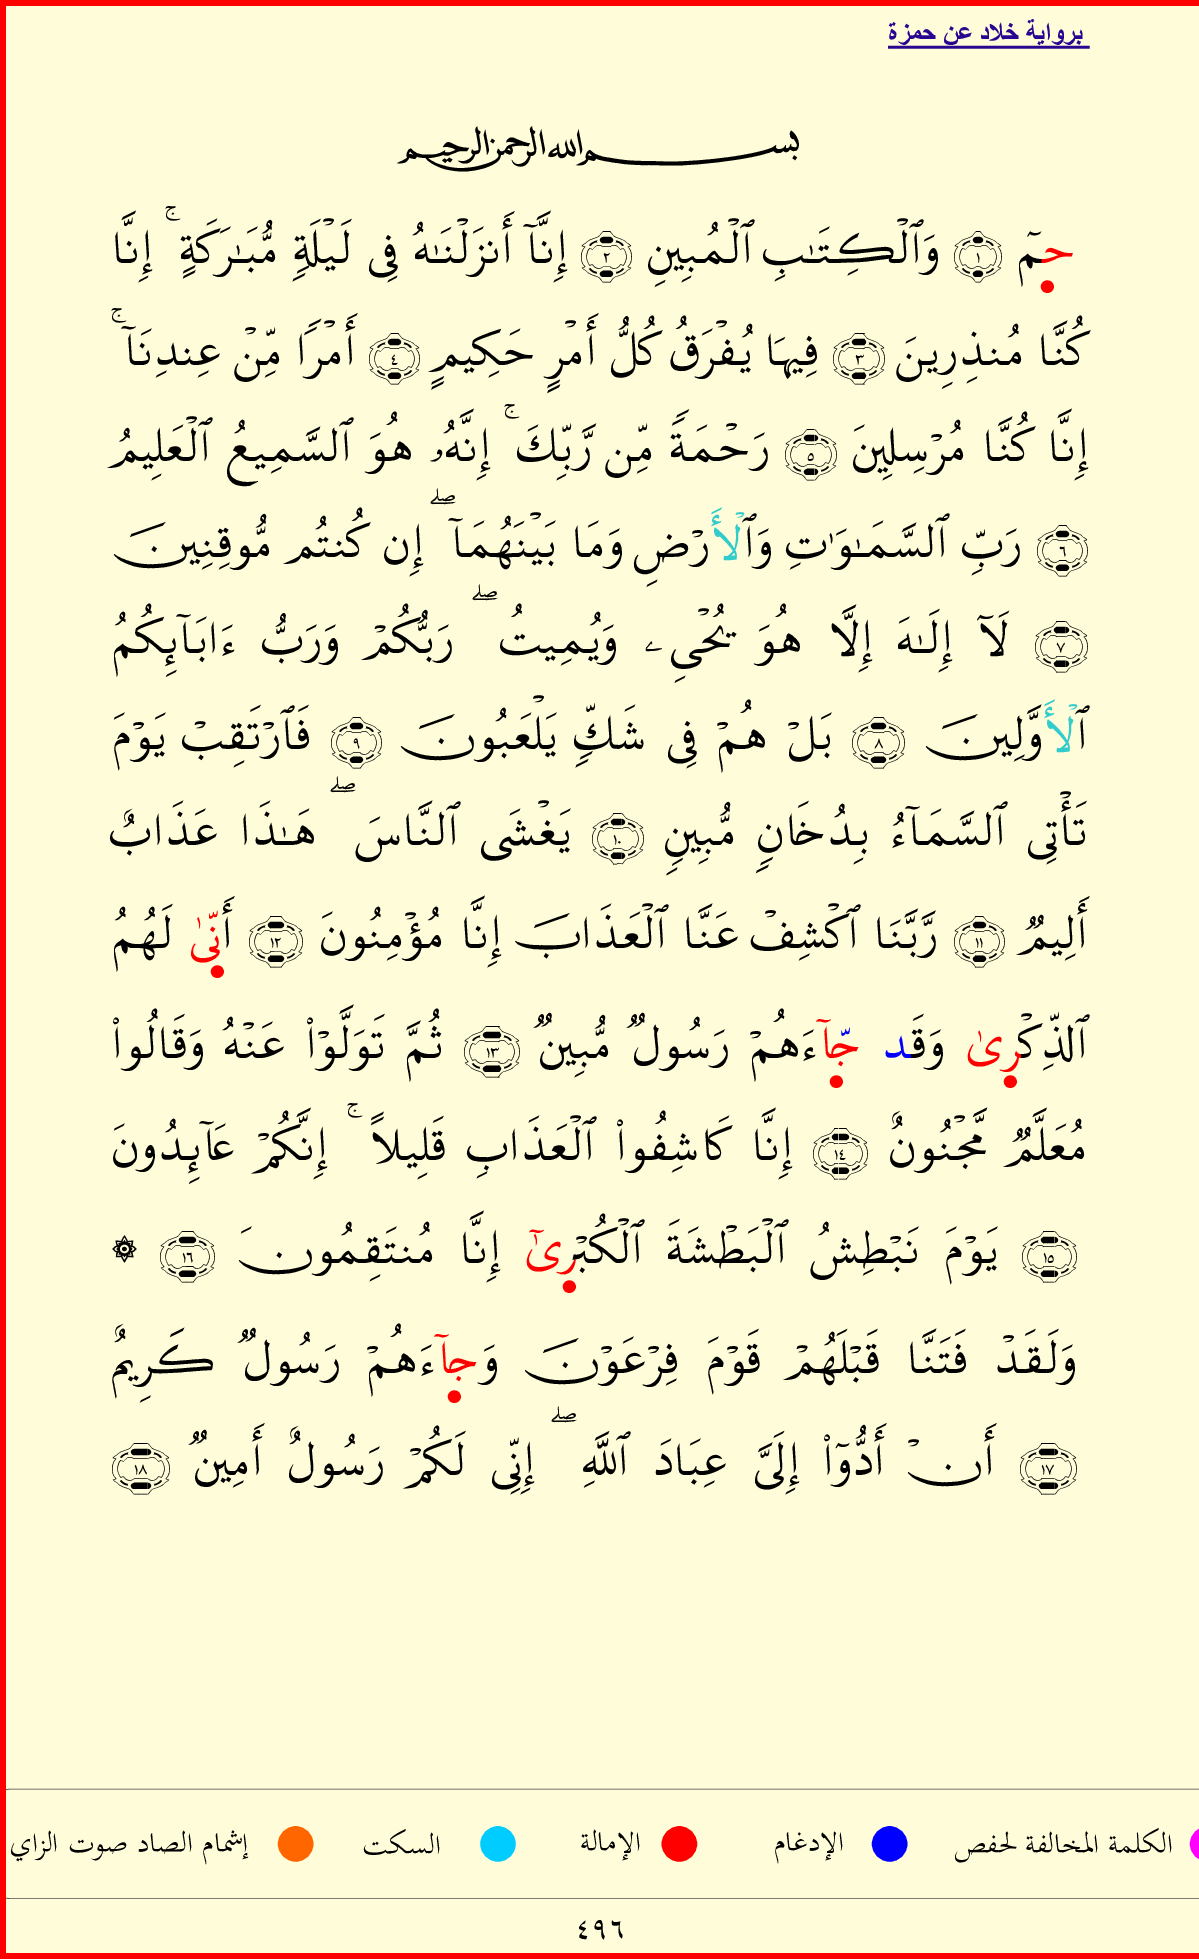 برواية خلاد عن حمزة
بسم الله الرحمن الرحيم
حمٓ ١ وَٱلْكِتَـٰبِ ٱلْمُبِينِ ٢ إِنَّآ أَنزَلْنَـٰهُ فِى لَيْلَةٍ مُّبَـٰرَكَةٍ ۚ إِنَّا
كُنَّا مُنذِرِينَ ٣ فِيهَا يُفْرَقُ كُلُّ أَمْرٍ حَكِيمٍ ٤ أَمْرًا مِّنْ عِندِنَآ ۚ
إِنَّا كُنَّا مُرْسِلِينَ ٥ رَحْمَةً مِّن رَّبِّكَ ۚ إِنَّهُۥ هُوَ ٱلسَّمِيعُ ٱلْعَلِيمُ
٦ رَبِّ ٱلسَّمَـٰوَٰتِ وَٱلْأَرْضِ وَمَا بَيْنَهُمَآ ۖ إِن كُنتُم مُّوقِنِينَ
٧ لَآ إِلَـٰهَ إِلَّا هُوَ يُحْىِۦ وَيُمِيتُ ۖ رَبُّكُمْ وَرَبُّ ءَابَآئِكُمُ
ٱلْأَوَّلِينَ ٨ بَلْ هُمْ فِى شَكٍّ يَلْعَبُونَ ٩ فَٱرْتَقِبْ يَوْمَ
تَأْتِى ٱلسَّمَآءُ بِدُخَانٍ مُّبِينٍ ١٠ يَغْشَى ٱلنَّاسَ ۖ هَـٰذَا عَذَابٌ
أَلِيمٌ ١١ رَّبَّنَا ٱكْشِفْ عَنَّا ٱلْعَذَابَ إِنَّا مُؤْمِنُونَ ١٢ أَنّىٰ لَهُمُ
ٱلذِّكْرىٰ وَقَد جّآءَهُمْ رَسُولٌ مُّبِينٌ ١٣ ثُمَّ تَوَلَّوْا۟ عَنْهُ وَقَالُوا۟
مُعَلَّمٌ مَّجْنُونٌ ١٤ إِنَّا كَاشِفُوا۟ ٱلْعَذَابِ قَلِيلًا ۚ إِنَّكُمْ عَآئِدُونَ
١٥ يَوْمَ نَبْطِشُ ٱلْبَطْشَةَ ٱلْكُبْرىٰٓ إِنَّا مُنتَقِمُونَ ١٦ ۞
وَلَقَدْ فَتَنَّا قَبْلَهُمْ قَوْمَ فِرْعَوْنَ وَجآءَهُمْ رَسُولٌ كَرِيمٌ
١٧ أَنْ أَدُّوٓا۟ إِلَىَّ عِبَادَ ٱللَّهِ ۖ إِنِّى لَكُمْ رَسُولٌ أَمِينٌ ١٨
الكلمة المخالفة لحفص الإدغام الإمالة السكت إشمام الصاد صوت الزاي
٤٩٦